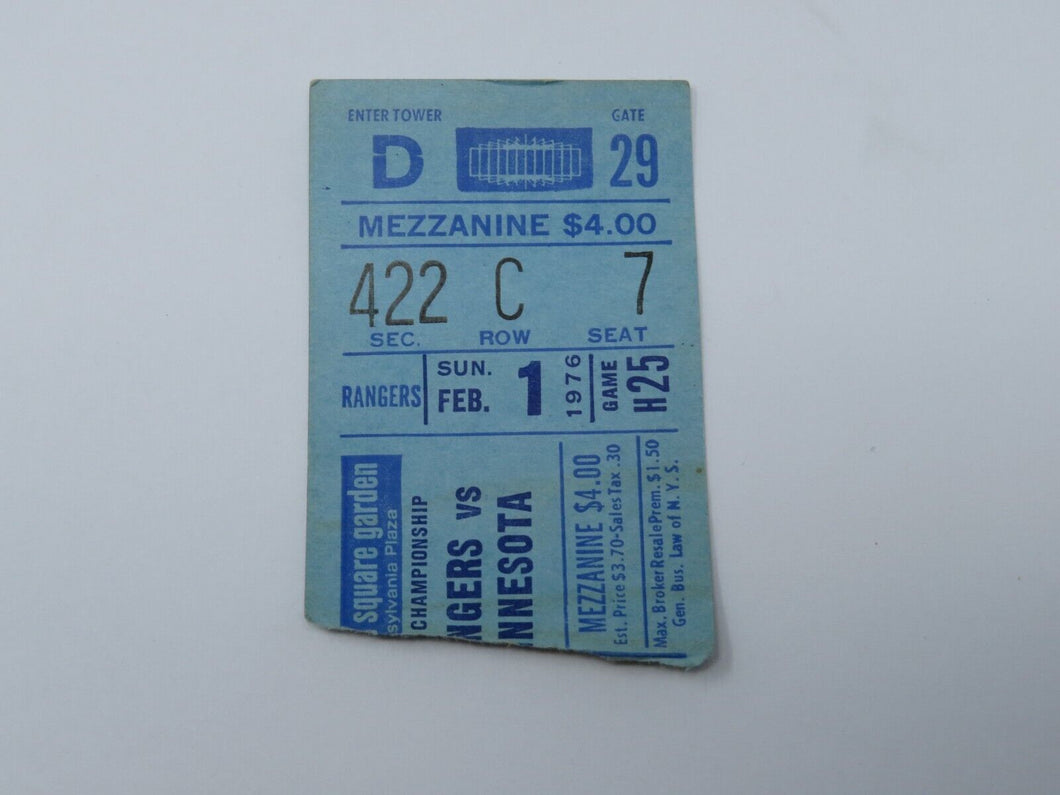 ENTER TOWER
GATE
D
29
MEZZANINE $4.00
422 C 7
SEC. ROW SEAT
RANGERS
SUN.
FEB. 1
1976
GAME
H25
square garden
sylvania Plaza
CHAMPIONSHIP
NGERS VS
NNESOTA
MEZZANINE $4.00
Est. Price $3.70-Sales Tax .30
Max. Broker Resale Prem. $1.50
Gen. Bus. Law of N.Y.S.